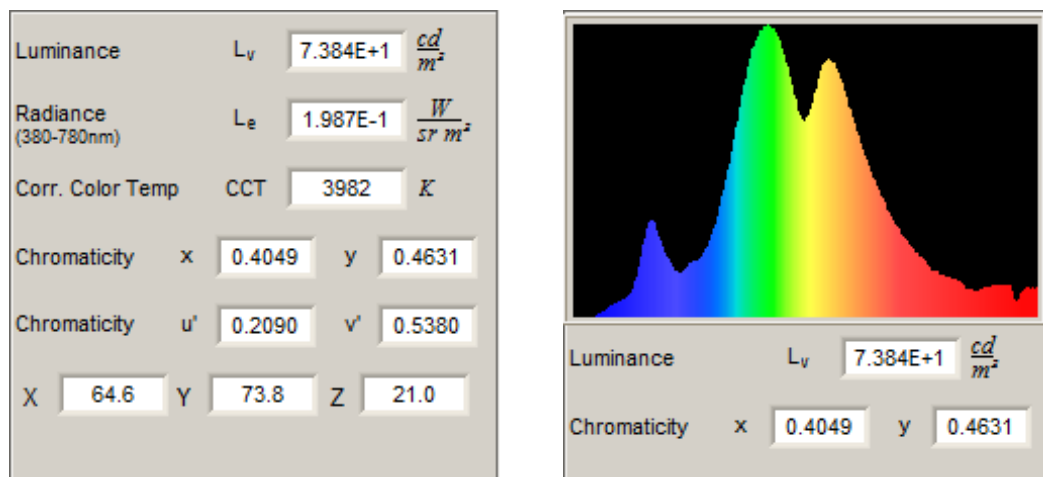 Luminance Lᵥ 7.384E+1 cd/m²
Radiance Lₑ 1.987E-1 W/sr m²
(380-780nm)
Corr. Color Temp CCT 3982 K
Chromaticity x 0.4049 y 0.4631
Chromaticity u' 0.2090 v' 0.5380
X 64.6 Y 73.8 Z 21.0
Luminance Lᵥ 7.384E+1 cd/m²
Chromaticity x 0.4049 y 0.4631